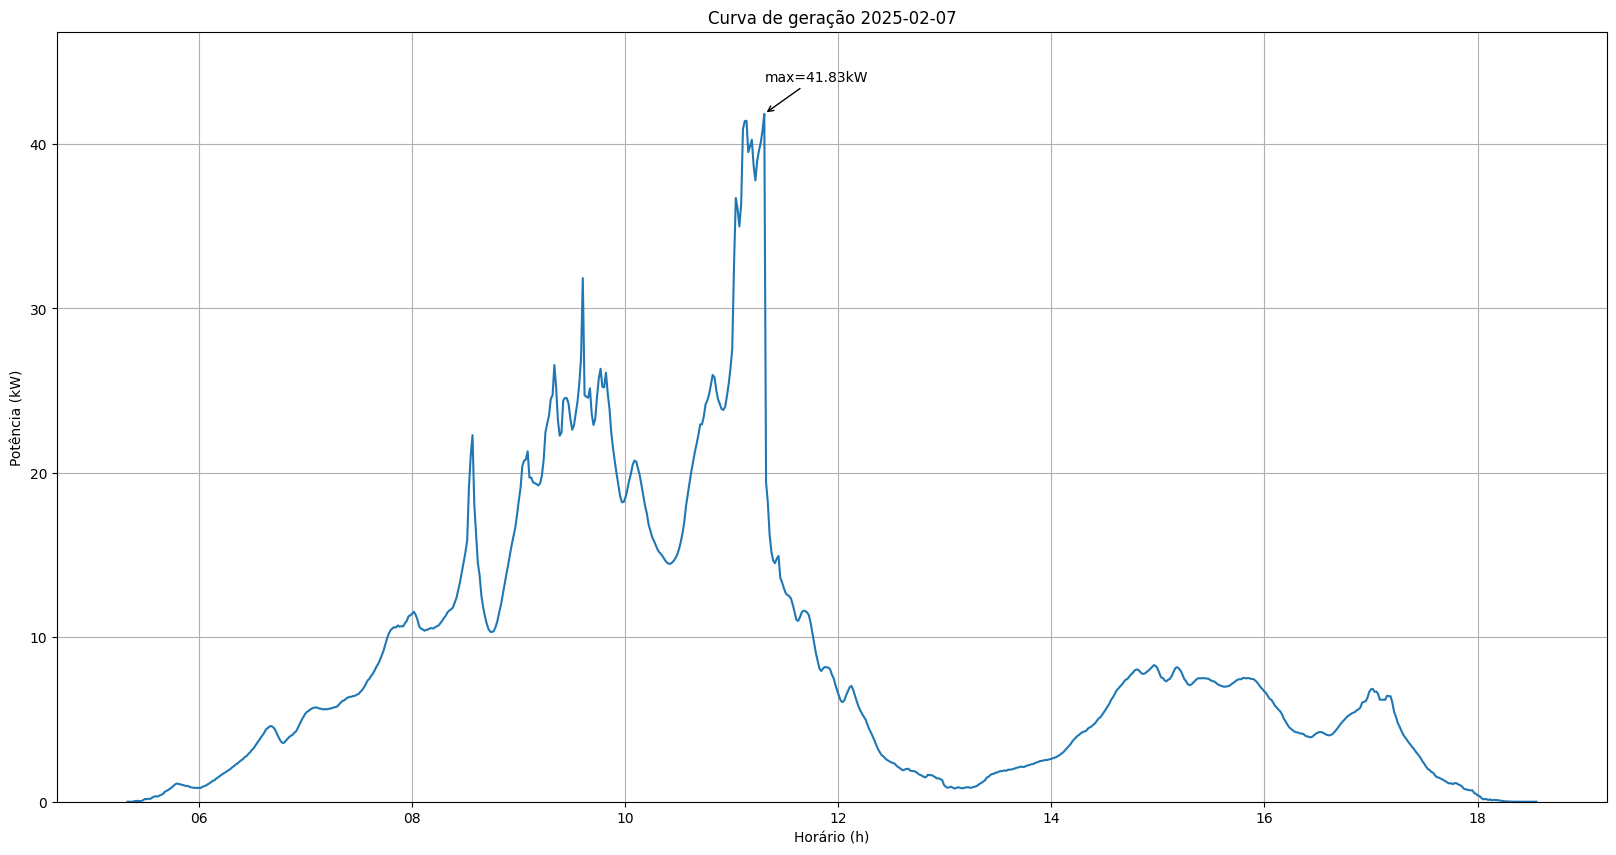 Curva de geração 2025-02-07
max=41.83kW
Potência (kW)
40
30
20
10
0
06 08 10 12 14 16 18
Horário (h)